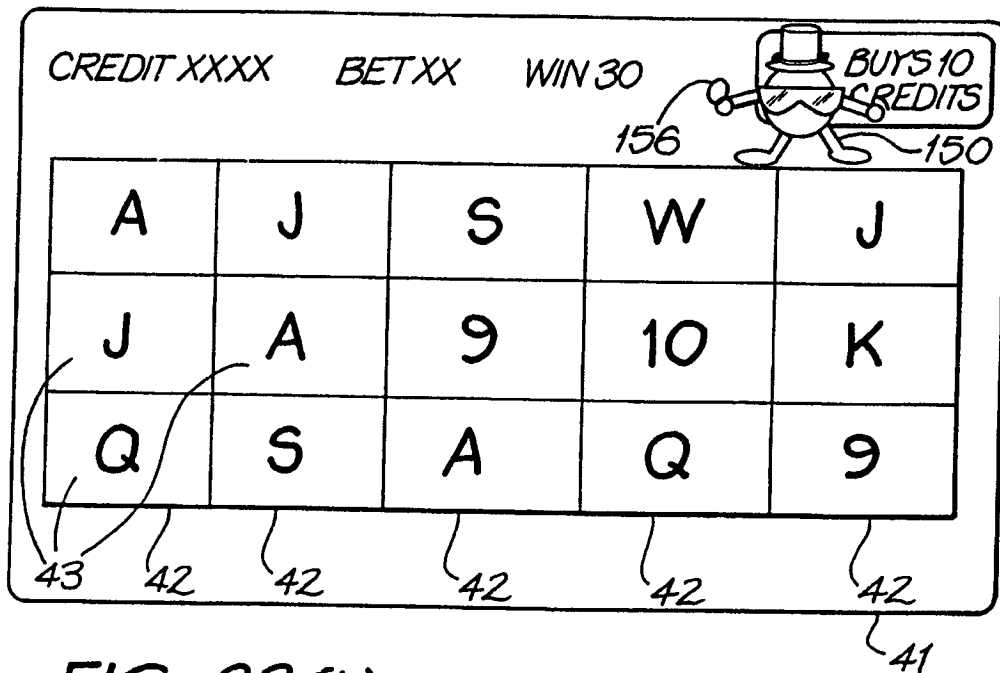 CREDIT XXXX BET XX WIN 30 BUYS 10
CREDITS
156 150
A J S W J
J A 9 10 K
Q S A Q 9
43 42 42 42 42 42
41